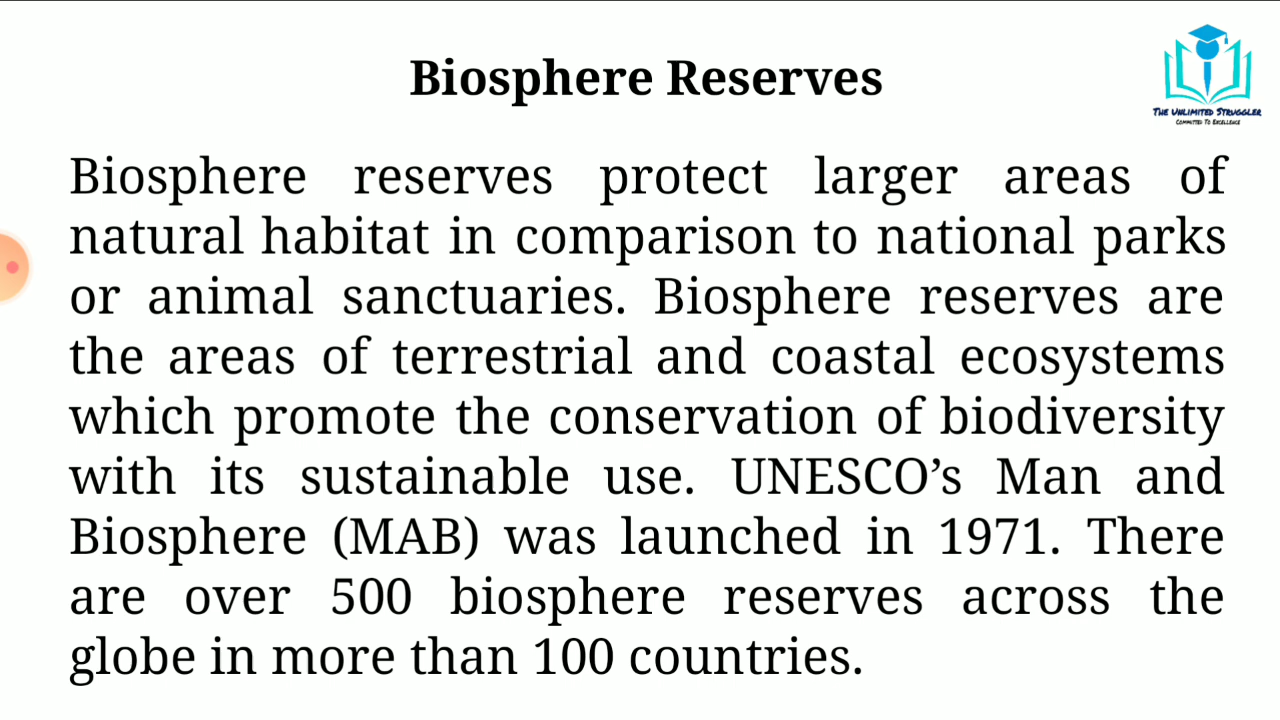 Biosphere Reserves
THE UNLIMITED STRUGGLER
COMMITTED TO EXCELLENCE
Biosphere reserves protect larger areas of
natural habitat in comparison to national parks
or animal sanctuaries. Biosphere reserves are
the areas of terrestrial and coastal ecosystems
which promote the conservation of biodiversity
with its sustainable use. UNESCO’s Man and
Biosphere (MAB) was launched in 1971. There
are over 500 biosphere reserves across the
globe in more than 100 countries.